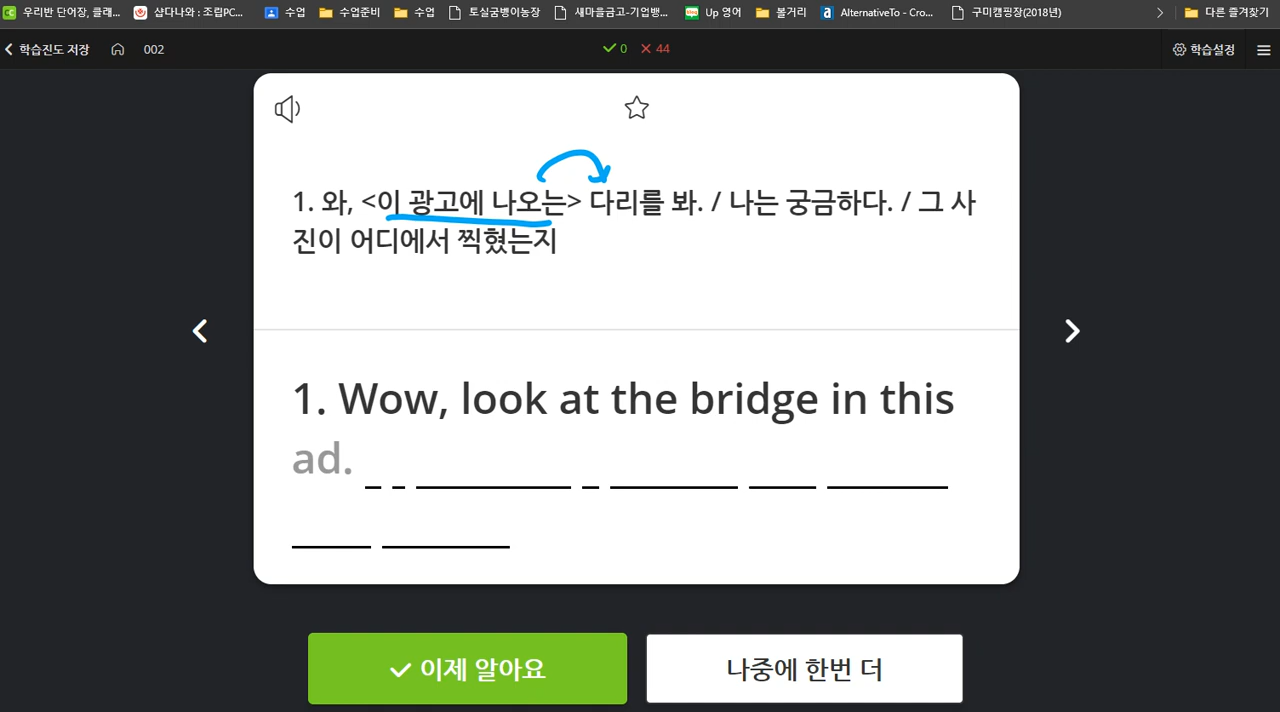 우리반 단어장, 클래... 샵다나와 : 조립PC... 수업 수업준비 수업 토실굼벵이농장 새마을금고-기업뱅... Up 영어 볼거리 AlternativeTo - Cro... 구미캠핑장(2018년) 다른 즐겨찾기
학습진도 저장 002 0 44 학습설정
1. 와, <이 광고에 나오는> 다리를 봐. / 나는 궁금하다. / 그 사
진이 어디에서 찍혔는지
1. Wow, look at the bridge in this
ad.
이제 알아요 나중에 한번 더